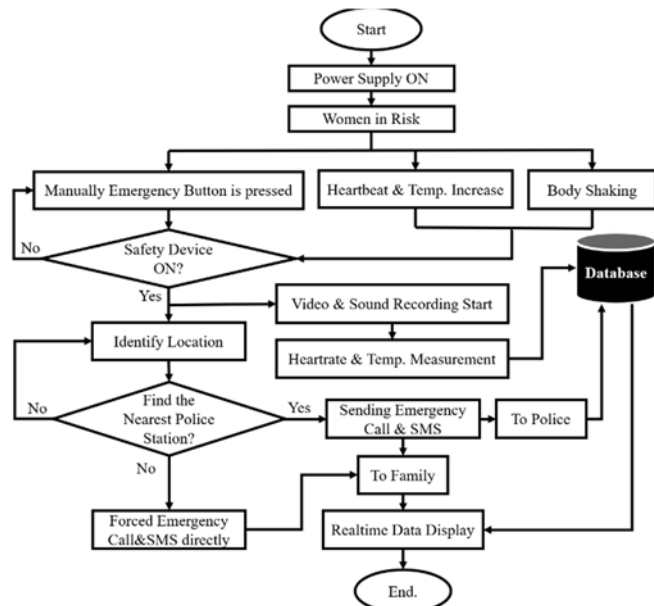 Start
Power Supply ON
Women in Risk
Manually Emergency Button is pressed
Heartbeat & Temp. Increase
Body Shaking
No
Safety Device
ON?
Database
Yes
Video & Sound Recording Start
Identify Location
Heartrate & Temp. Measurement
No
Find the
Nearest Police
Station?
Yes
Sending Emergency
Call & SMS
To Police
No
To Family
Forced Emergency
Call&SMS directly
Realtime Data Display
End.